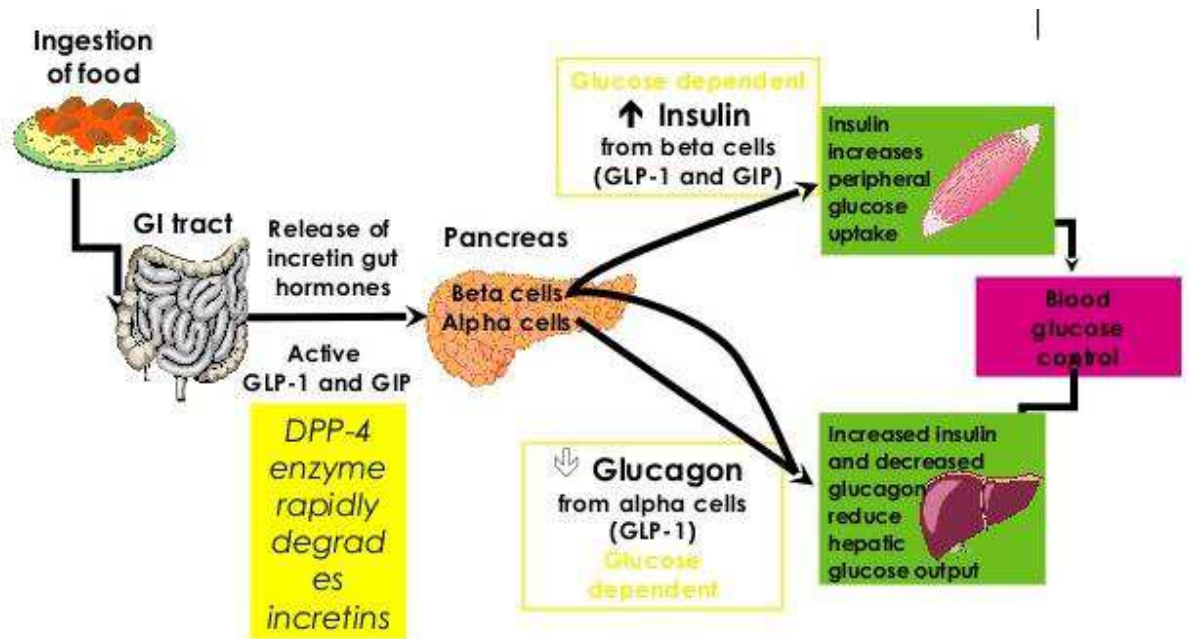 Ingestion
of food
GI tract
Release of
incretin gut
hormones
Active
GLP-1 and GIP
DPP-4
enzyme
rapidly
degrad
es
incretins
Pancreas
Beta cells
Alpha cells
Glucose dependent
↑ Insulin
from beta cells
(GLP-1 and GIP)
⇩ Glucagon
from alpha cells
(GLP-1)
Glucose
dependent
Insulin
increases
peripheral
glucose
uptake
Increased insulin
and decreased
glucagon
reduce
hepatic
glucose output
Blood
glucose
control